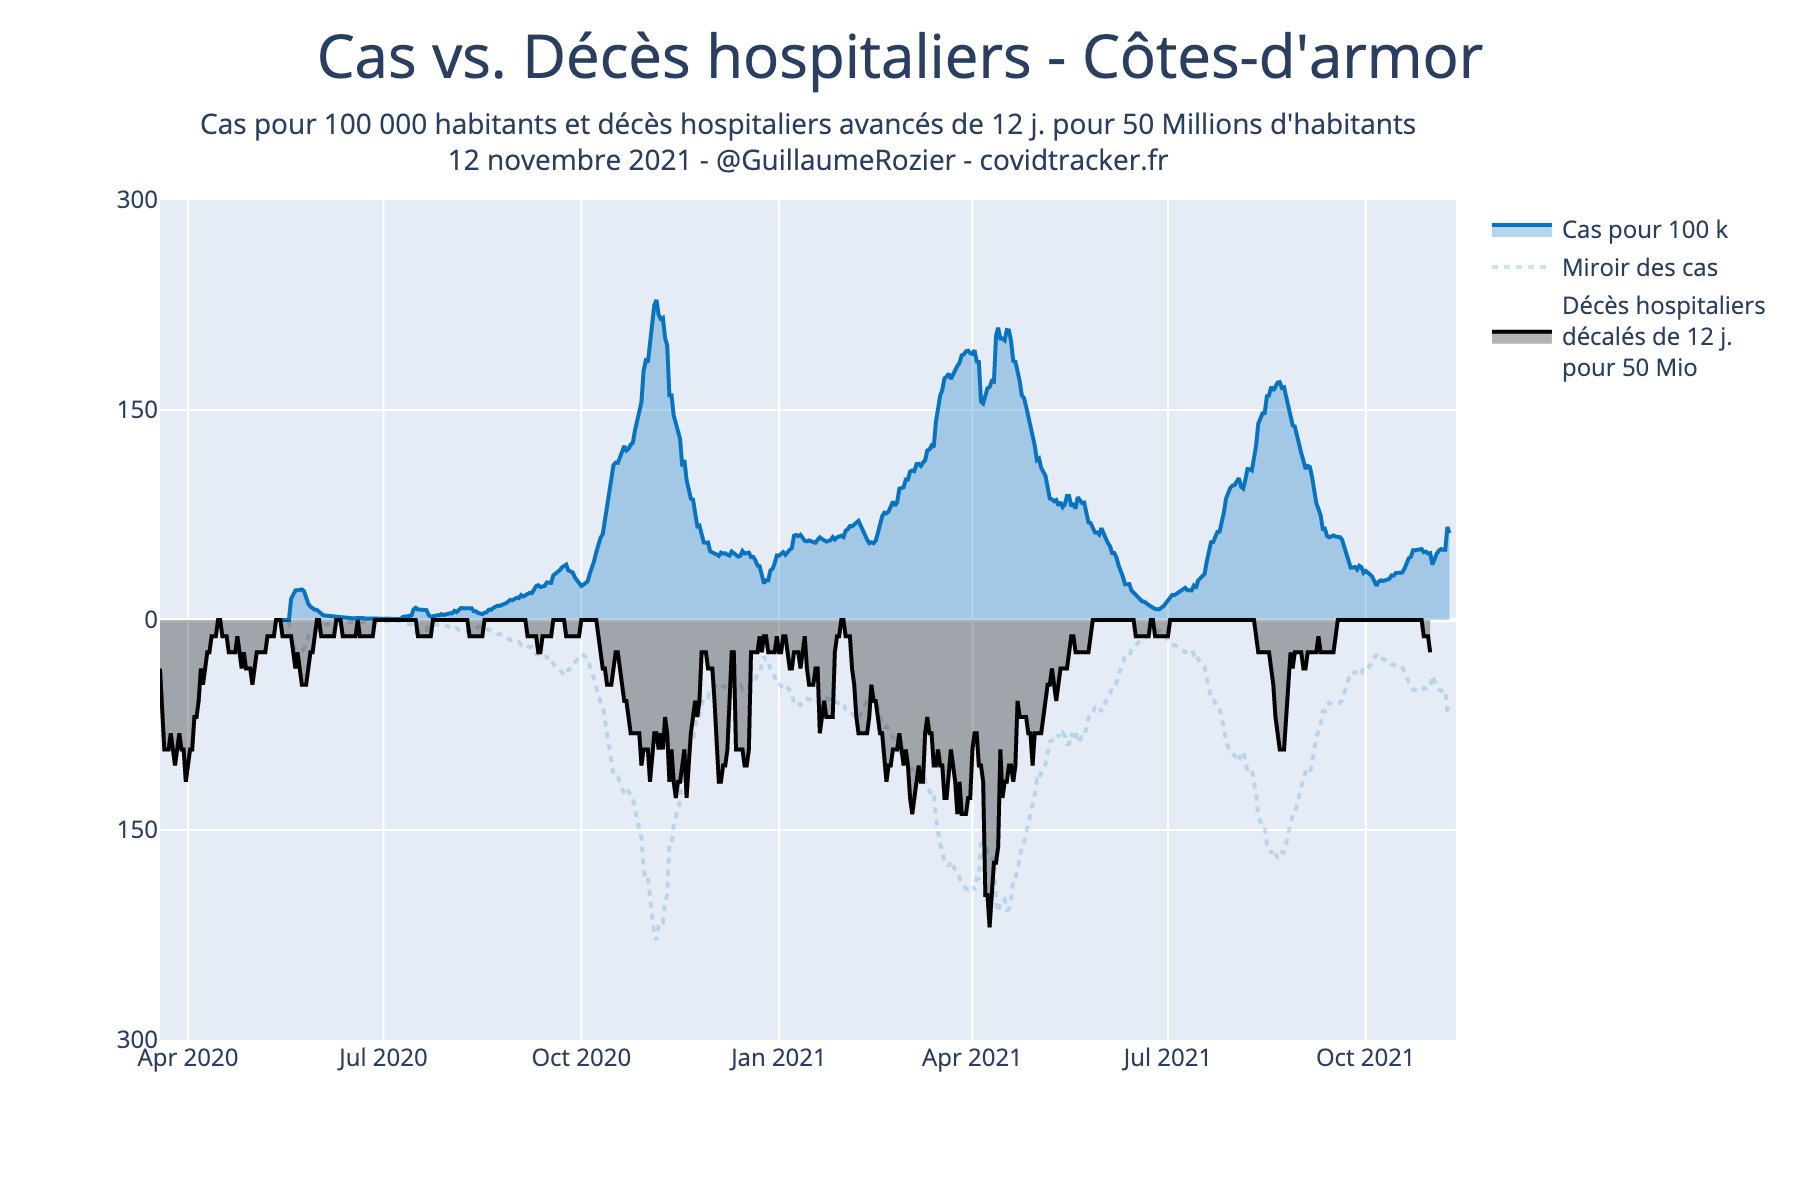 Cas vs. Décès hospitaliers - Côtes-d'armor
Cas pour 100 000 habitants et décès hospitaliers avancés de 12 j. pour 50 Millions d'habitants
12 novembre 2021 - @GuillaumeRozier - covidtracker.fr
300
150
0
150
300
Apr 2020
Jul 2020
Oct 2020
Jan 2021
Apr 2021
Jul 2021
Oct 2021
Cas pour 100 k
Miroir des cas
Décès hospitaliers
décalés de 12 j.
pour 50 Mio